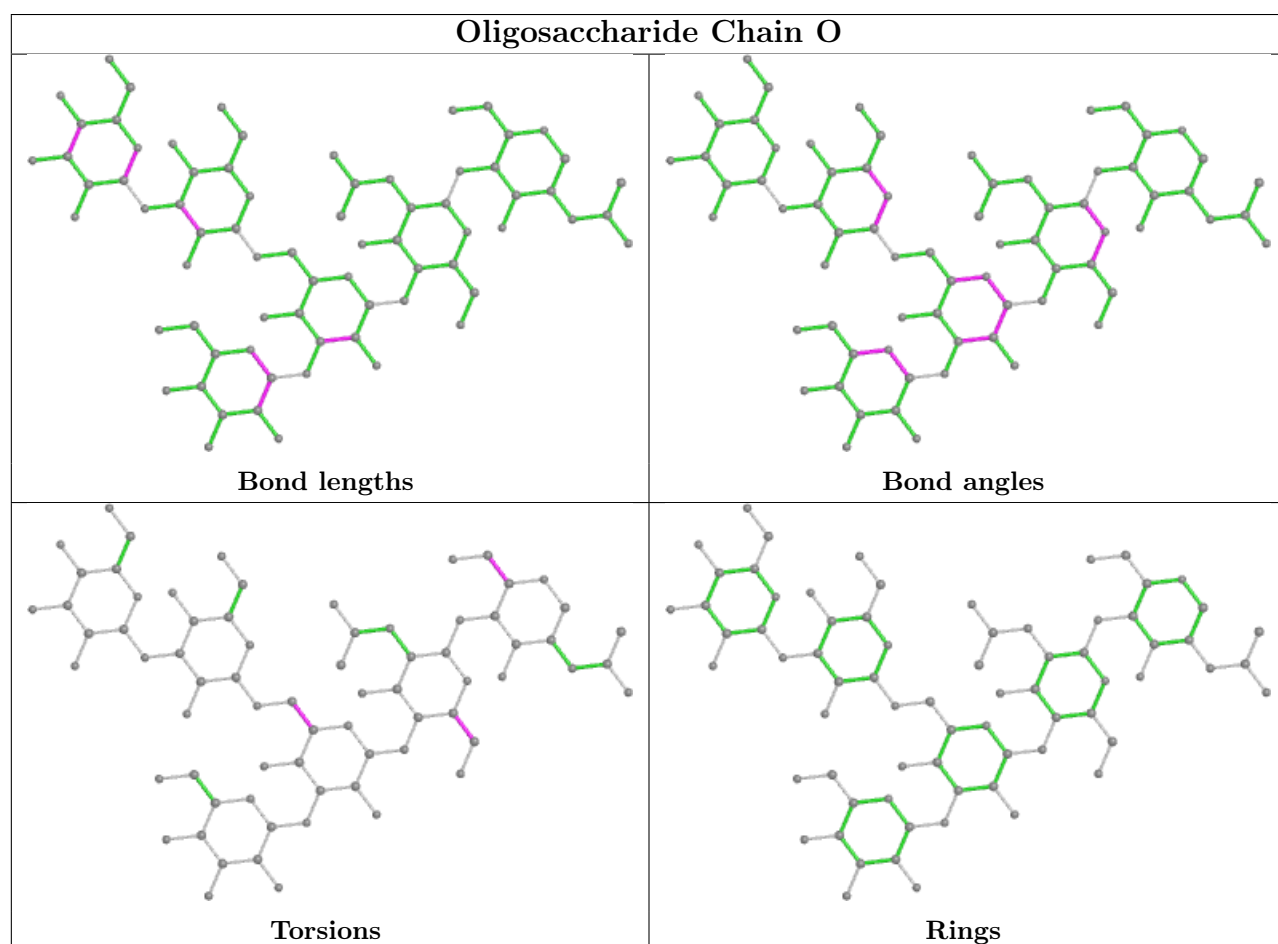 Oligosaccharide Chain O
Bond lengths
Bond angles
Torsions
Rings